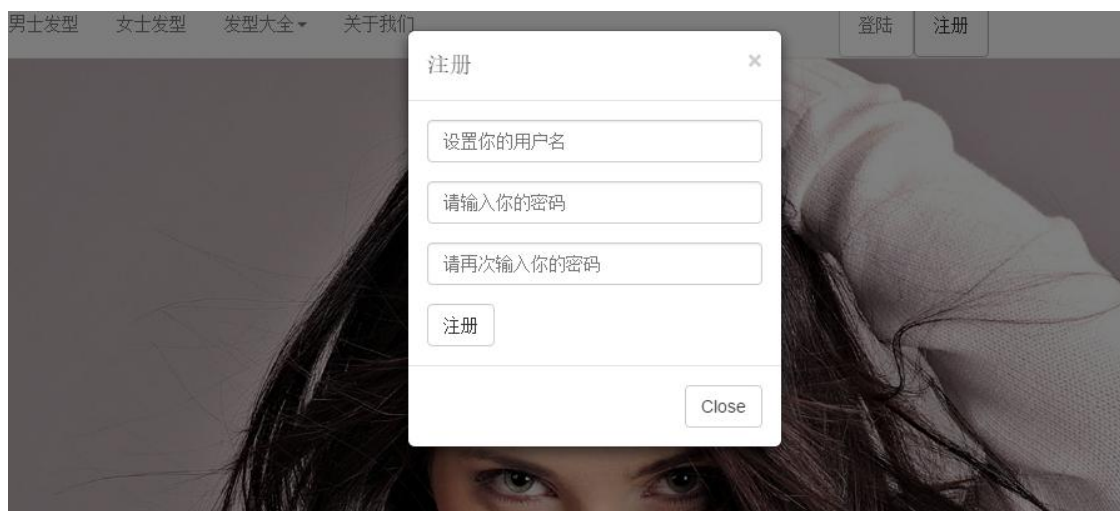 男士发型 女士发型 发型大全 关于我们 登陆 注册
注册 ×
设置你的用户名
请输入你的密码
请再次输入你的密码
注册
Close